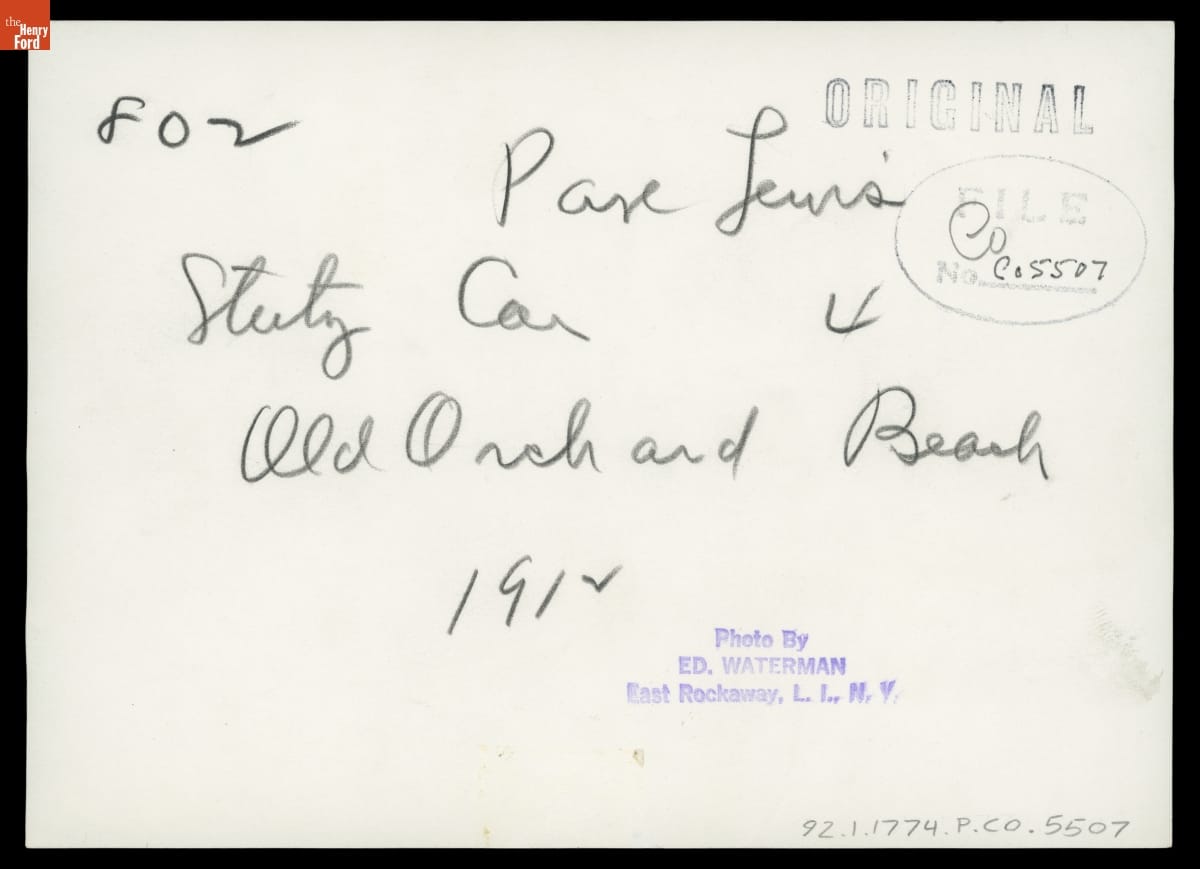 the
Henry
Ford
ORIGINAL
802
Lewis'
FILE
Co
No. Co5507
Stutz Car 4
Old Orchard Beach
1912
Photo By
ED. WATERMAN
East Rockaway, L. I., N. Y.
92.1.1774.P.CO.5507